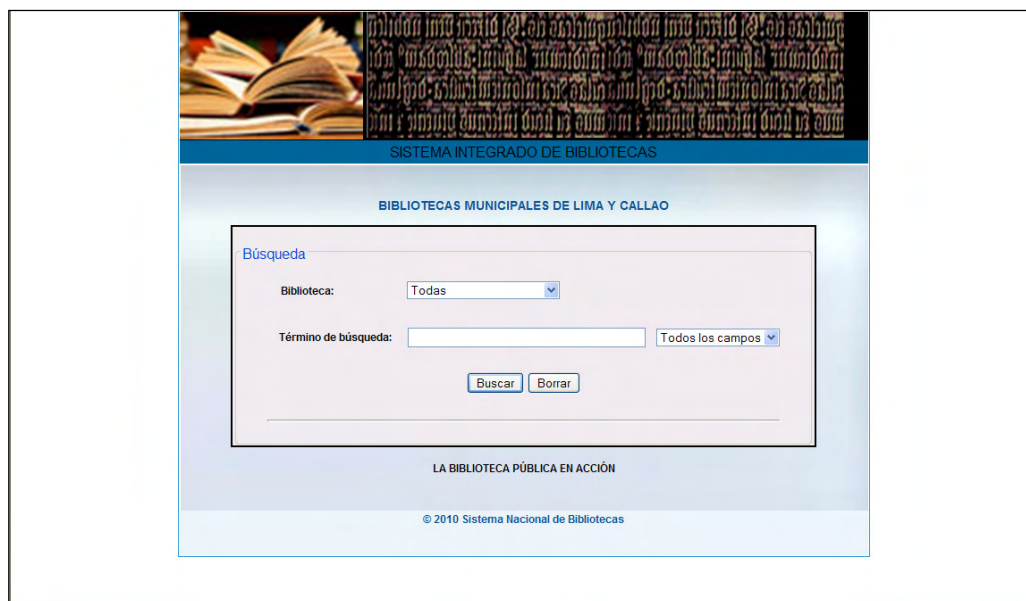 SISTEMA INTEGRADO DE BIBLIOTECAS
BIBLIOTECAS MUNICIPALES DE LIMA Y CALLAO
Búsqueda
Biblioteca: Todas
Término de búsqueda: Todos los campos
Buscar Borrar
LA BIBLIOTECA PÚBLICA EN ACCIÓN
© 2010 Sistema Nacional de Bibliotecas